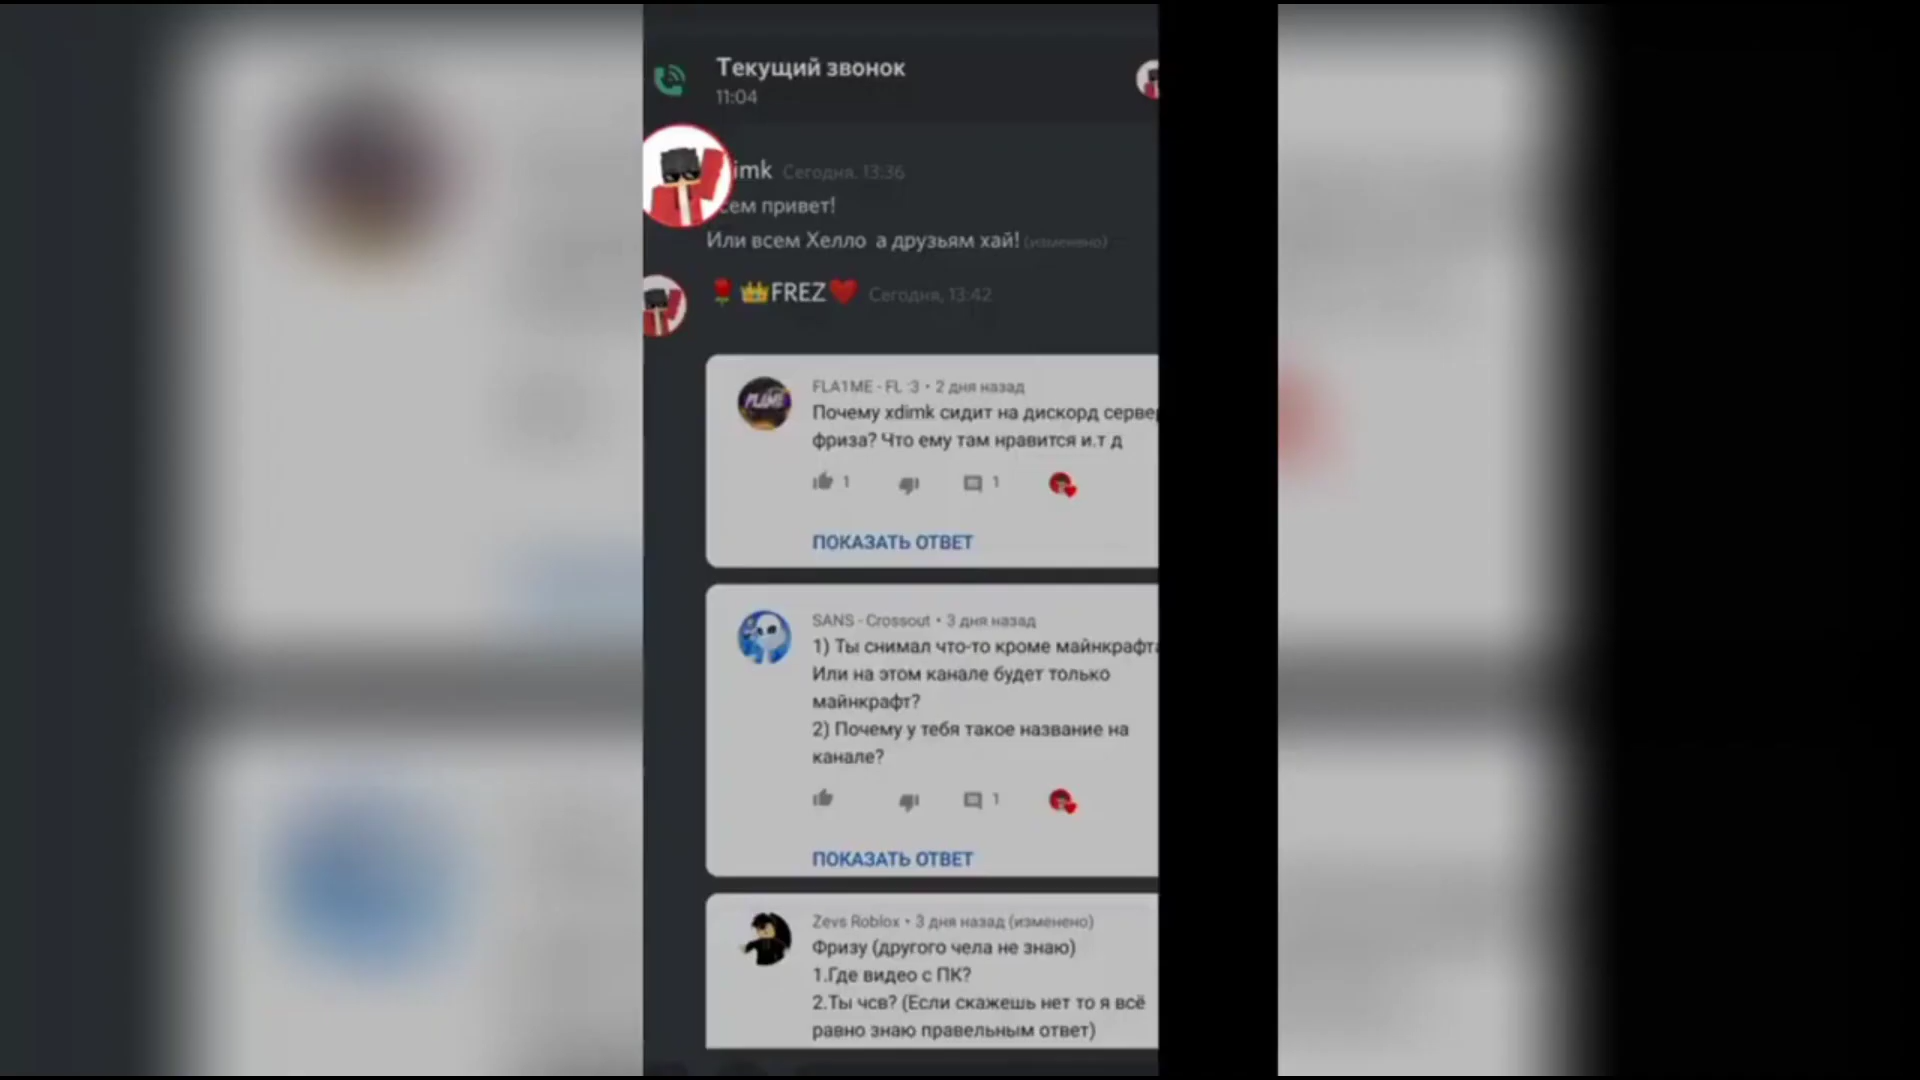 Текущий звонок
11:04
imk Сегодня, 13:36
сем привет!
Или всем Хелло а друзьям хай! (изменено)
🌹👑FREZ❤️ Сегодня, 13:42
FLA1ME - FL :3 • 2 дня назад
Почему xdimk сидит на дискорд серве
фриза? Что ему там нравится и.т д
1 1
ПОКАЗАТЬ ОТВЕТ
SANS - Crossout • 3 дня назад
1) Ты снимал что-то кроме майнкрафт
Или на этом канале будет только
майнкрафт?
2) Почему у тебя такое название на
канале?
1
ПОКАЗАТЬ ОТВЕТ
Zevs Roblox • 3 дня назад (изменено)
Фризу (другого чела не знаю)
1.Где видео с ПК?
2.Ты чсв? (Если скажешь нет то я всё
равно знаю правельным ответ)